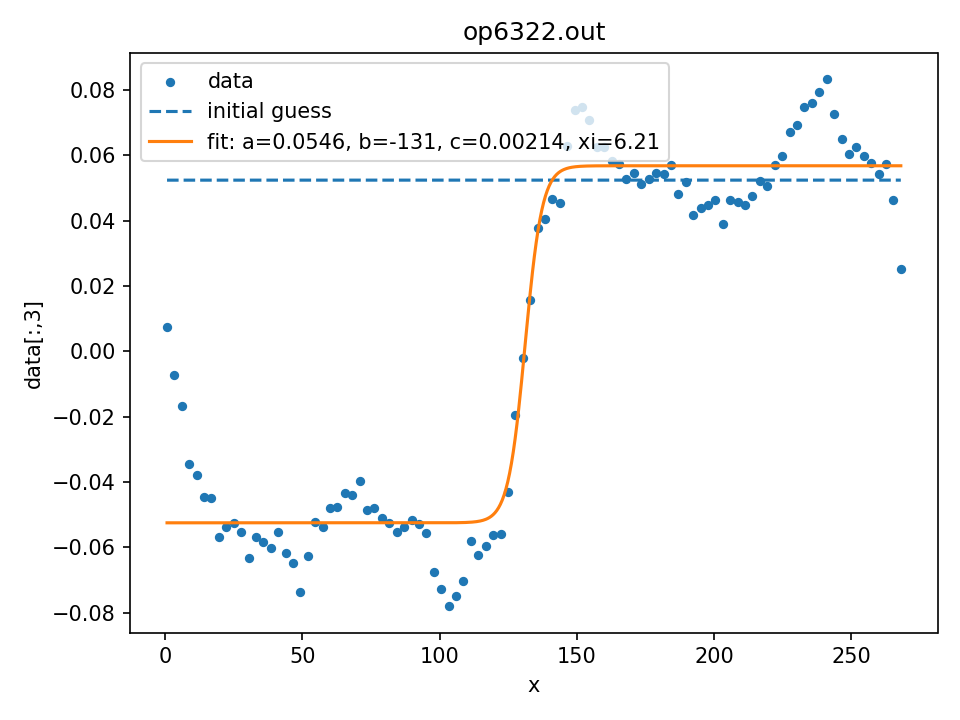 op6322.out
data
initial guess
fit: a=0.0546, b=-131, c=0.00214, xi=6.21
0.08
0.06
0.04
0.02
0.00
−0.02
−0.04
−0.06
−0.08
data[:,3]
0 50 100 150 200 250
x